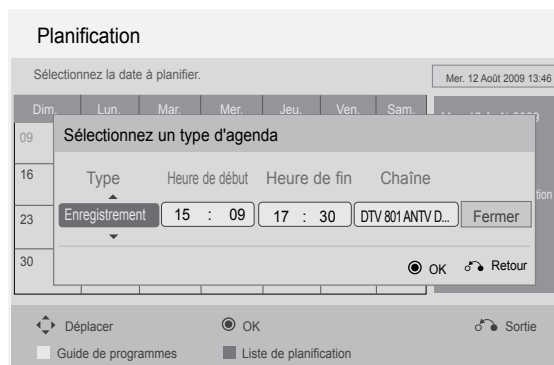 Planification
Sélectionnez la date à planifier.
Mer. 12 Août 2009 13:46
Dim. Lun. Mar. Mer. Jeu. Ven. Sam.
09
Sélectionnez un type d'agenda
16
Type Heure de début Heure de fin Chaîne
23
Enregistrement 15 : 09 17 : 30 DTV 801 ANTV D... Fermer
30
OK Retour
Déplacer OK Sortie
Guide de programmes Liste de planification